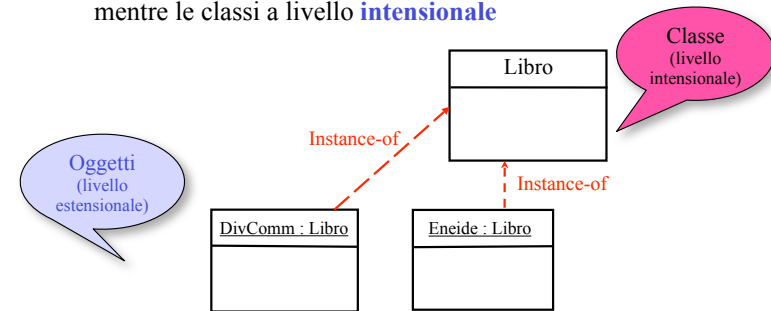 mentre le classi a livello intensionale
Classe
(livello
intensionale)
Libro
Instance-of
Oggetti
(livello
estensionale)
Instance-of
DivComm : Libro
Eneide : Libro